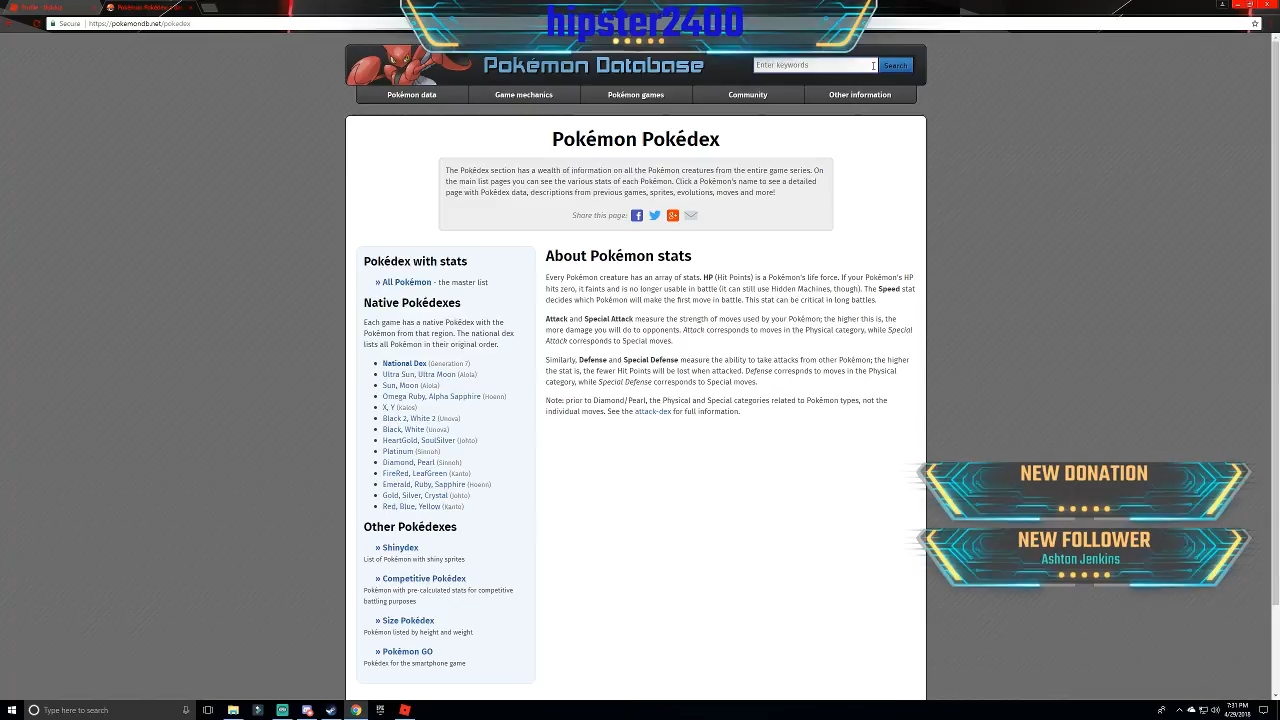 hipster2400
Secure https://pokemondb.net/pokedex
Pokémon Database
Enter keywords
Search
Pokémon data
Game mechanics
Pokémon games
Community
Other information
Pokémon Pokédex
The Pokédex section has a wealth of information on all the Pokémon creatures from the entire game series. On
the main list pages you can see the various stats of each Pokémon. Click a Pokémon's name to see a detailed
page with Pokédex data, descriptions from previous games, sprites, evolutions, moves and more!
Share this page:
Pokédex with stats
» All Pokémon - the master list
Native Pokédexes
Each game has a native Pokédex with the
Pokémon from that region. The national dex
lists all Pokémon in their original order.
National Dex (Generation 7)
Ultra Sun, Ultra Moon (Alola)
Sun, Moon (Alola)
Omega Ruby, Alpha Sapphire (Hoenn)
X, Y (Kalos)
Black 2, White 2 (Unova)
Black, White (Unova)
HeartGold, SoulSilver (Johto)
Platinum (Sinnoh)
Diamond, Pearl (Sinnoh)
FireRed, LeafGreen (Kanto)
Emerald, Ruby, Sapphire (Hoenn)
Gold, Silver, Crystal (Johto)
Red, Blue, Yellow (Kanto)
Other Pokédexes
» Shinydex
List of Pokémon with shiny sprites
» Competitive Pokédex
Pokémon with pre-calculated stats for competitive
battling purposes
» Size Pokédex
Pokémon listed by height and weight
» Pokémon GO
Pokédex for the smartphone game
About Pokémon stats
Every Pokémon creature has an array of stats. HP (Hit Points) is a Pokémon's life force. If your Pokémon's HP
hits zero, it faints and is no longer usable in battle (it can still use Hidden Machines, though). The Speed stat
decides which Pokémon will make the first move in battle. This stat can be critical in long battles.
Attack and Special Attack measure the strength of moves used by your Pokémon; the higher this is, the
more damage you will do to opponents. Attack corresponds to moves in the Physical category, while Special
Attack corresponds to Special moves.
Similarly, Defense and Special Defense measure the ability to take attacks from other Pokémon; the higher
the stat is, the fewer Hit Points will be lost when attacked. Defense correspnds to moves in the Physical
category, while Special Defense corresponds to Special moves.
Note: prior to Diamond/Pearl, the Physical and Special categories related to Pokémon types, not the
individual moves. See the attack-dex for full information.
NEW DONATION
NEW FOLLOWER
Ashton Jenkins
Type here to search
7:31 PM
4/29/2018